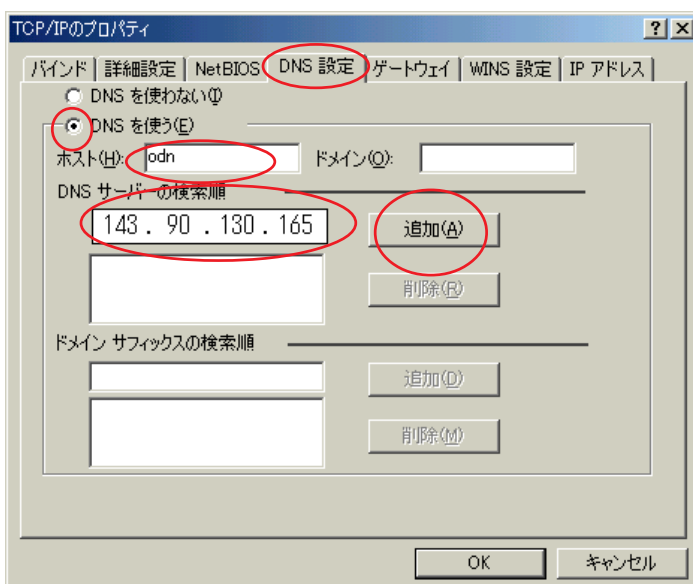 TCP/IPのプロパティ
バインド 詳細設定 NetBIOS DNS 設定 ゲートウェイ WINS 設定 IP アドレス
DNS を使わない(I)
DNS を使う(E)
ホスト(H): odn ドメイン(O):
DNS サーバーの検索順
143 . 90 . 130 . 165 追加(A)
削除(R)
ドメイン サフィックスの検索順
追加(D)
削除(M)
OK キャンセル